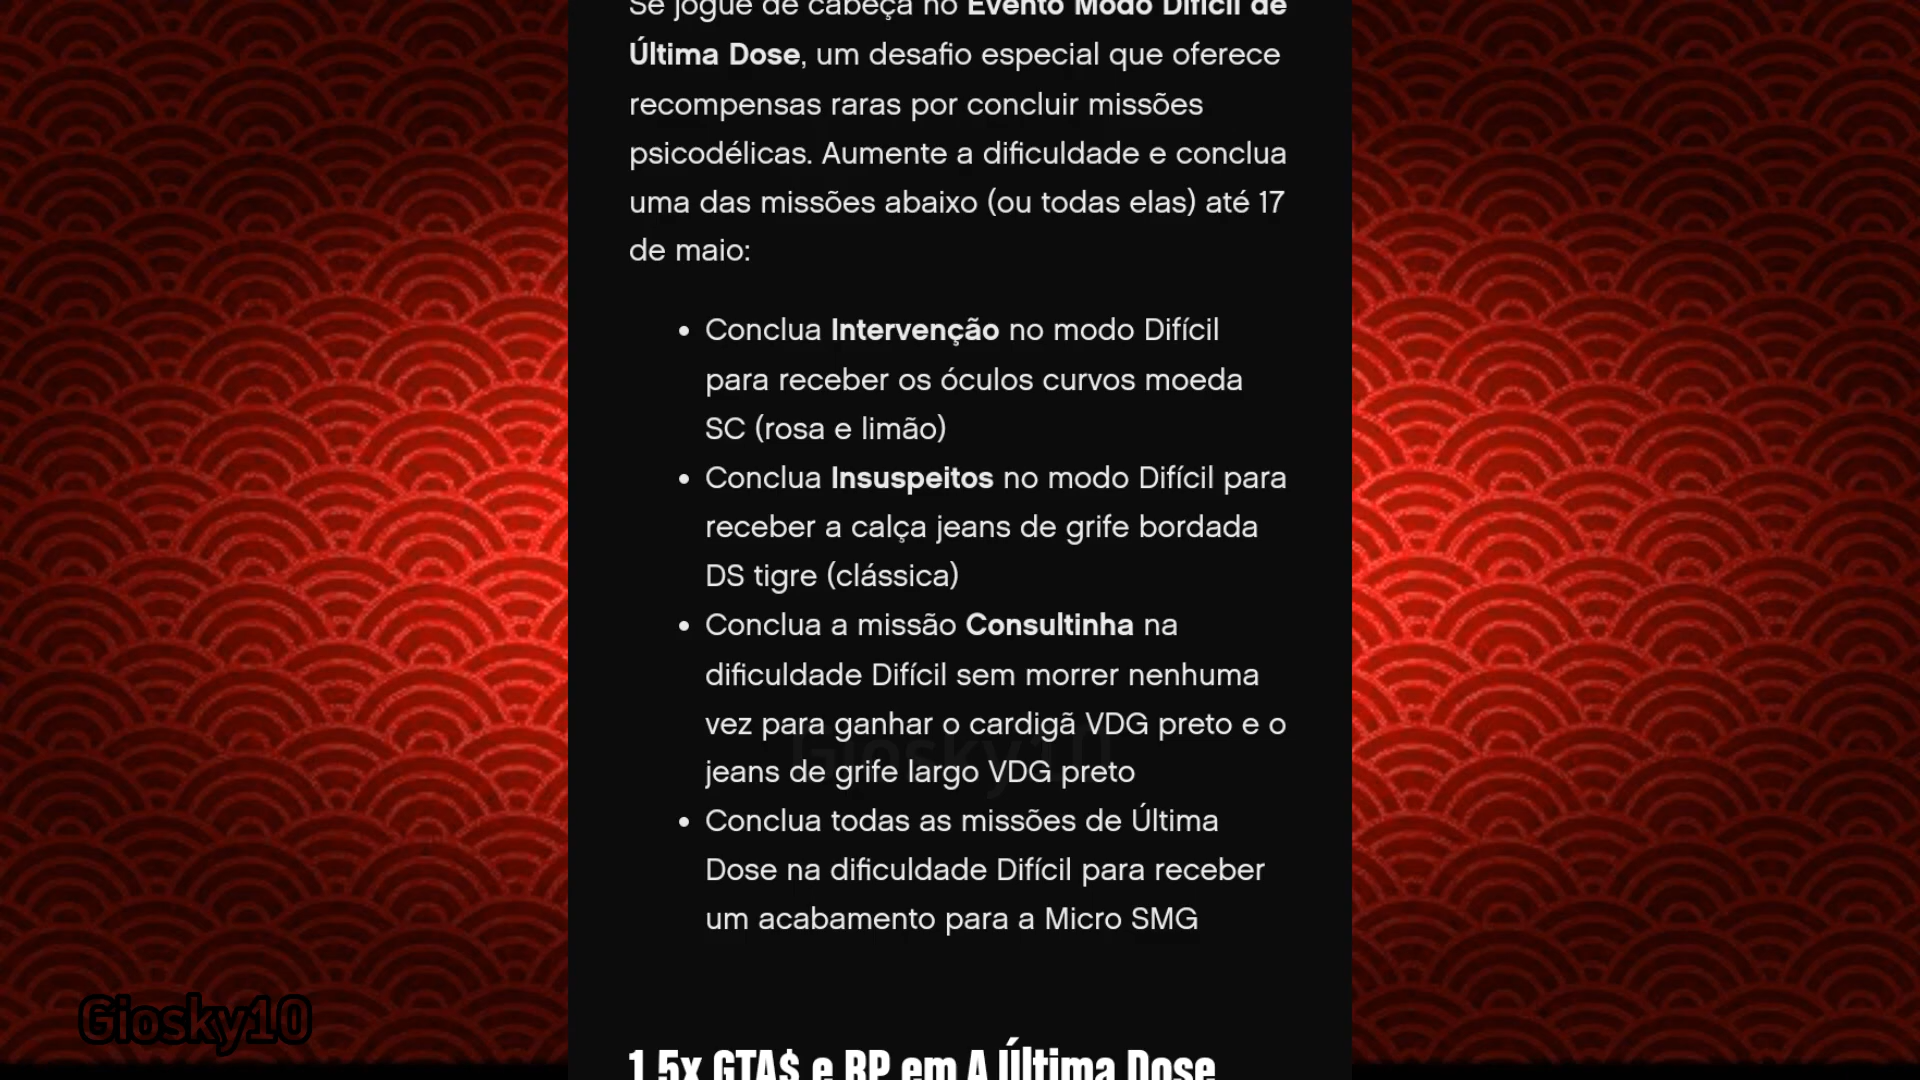 Se jogue de cabeça no Evento Modo Difícil de
Última Dose, um desafio especial que oferece
recompensas raras por concluir missões
psicodélicas. Aumente a dificuldade e conclua
uma das missões abaixo (ou todas elas) até 17
de maio:
• Conclua Intervenção no modo Difícil
para receber os óculos curvos moeda
SC (rosa e limão)
• Conclua Insuspeitos no modo Difícil para
receber a calça jeans de grife bordada
DS tigre (clássica)
• Conclua a missão Consultinha na
dificuldade Difícil sem morrer nenhuma
vez para ganhar o cardigã VDG preto e o
jeans de grife largo VDG preto
• Conclua todas as missões de Última
Dose na dificuldade Difícil para receber
um acabamento para a Micro SMG
1,5x GTA$ e RP em A Última Dose
Giosky10
Giosky10